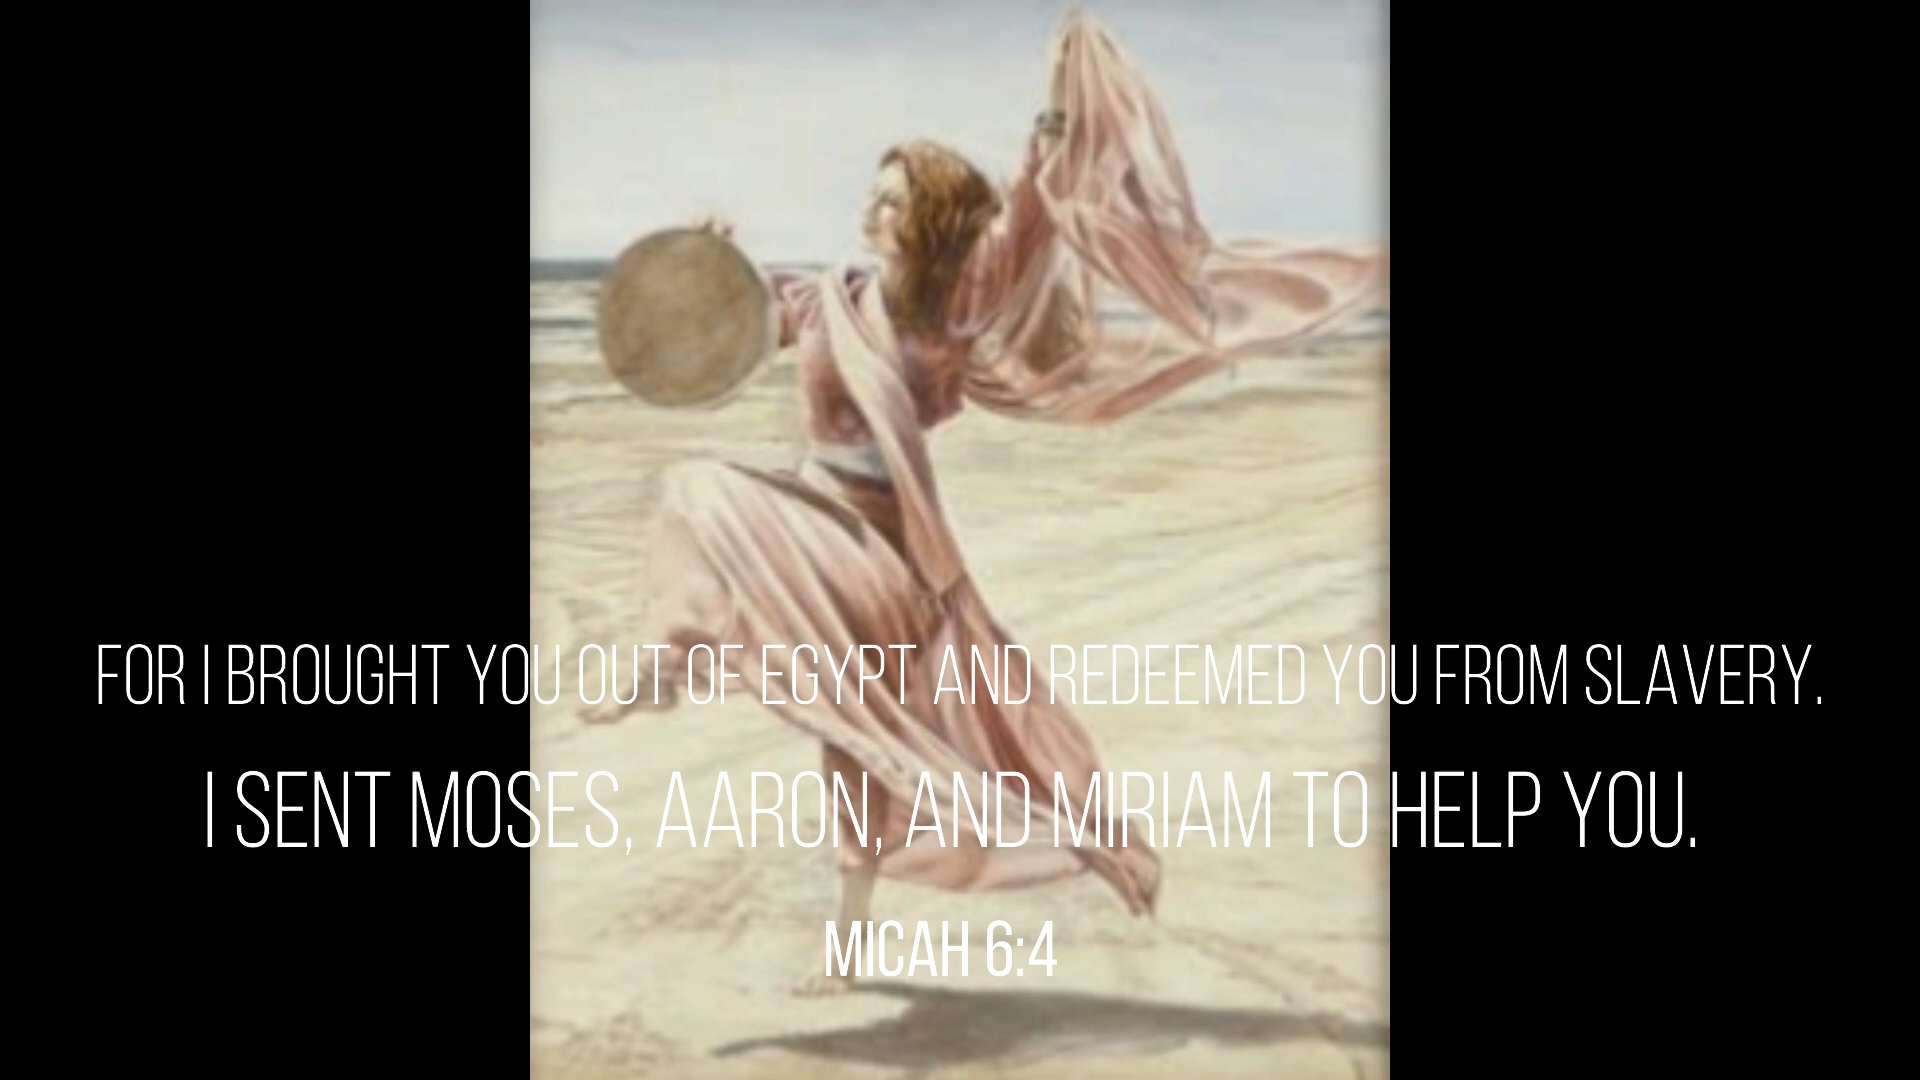 FOR I BROUGHT YOU OUT OF EGYPT AND REDEEMED YOU FROM SLAVERY.
I SENT MOSES, AARON, AND MIRIAM TO HELP YOU.
MICAH 6:4